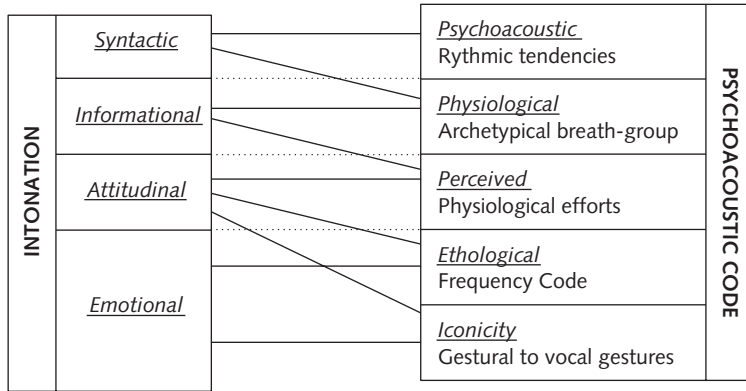 INTONATION
Syntactic
Informational
Attitudinal
Emotional
Psychoacoustic
Rythmic tendencies
Physiological
Archetypical breath-group
Perceived
Physiological efforts
Ethological
Frequency Code
Iconicity
Gestural to vocal gestures
PSYCHOACOUSTIC CODE